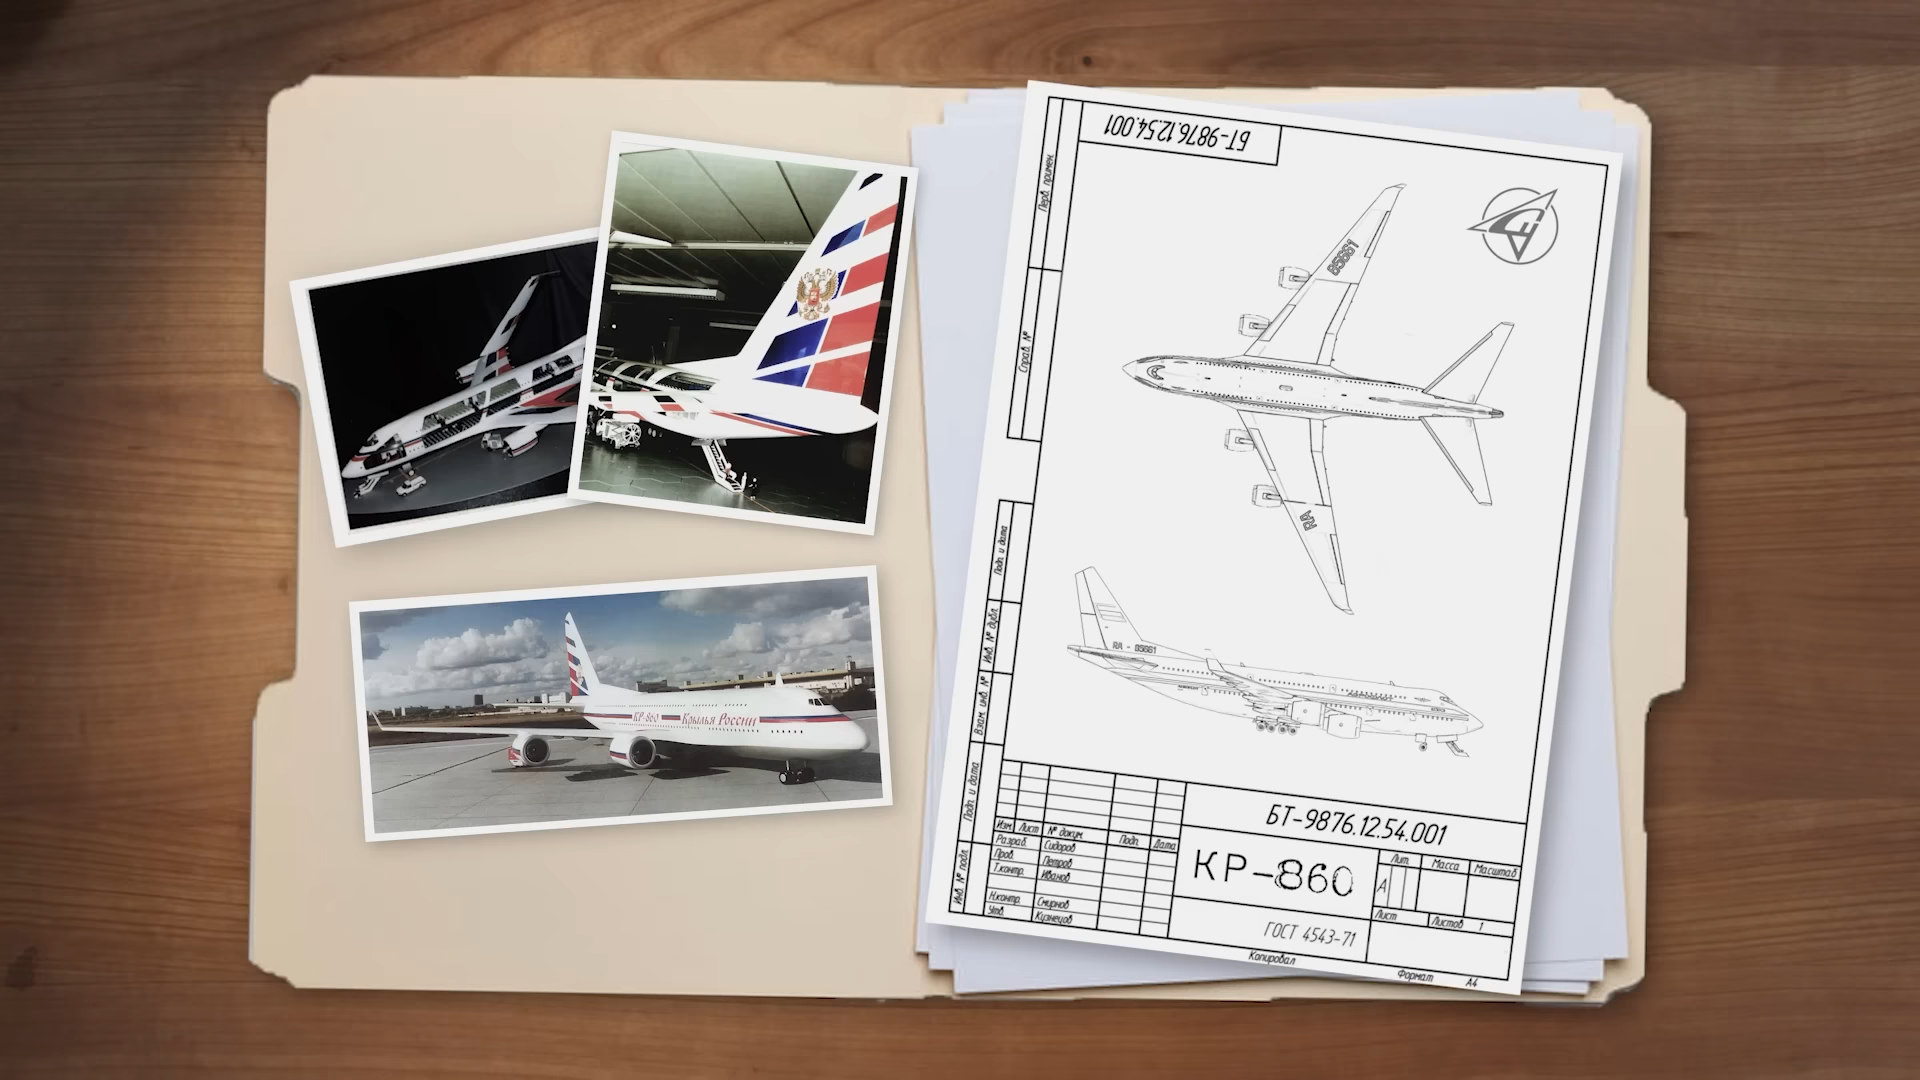 КР-860 Крылья России
БТ-9876.12.54.001
Перв. примен.
Справ. №
Подп. и дата
Инв. № дубл.
Взам. инв. №
Подп. и дата
Инв. № подл.
85661
RA
RA - 85661
БТ-9876.12.54.001
Изм. Лист № докум. Подп. Дата
Разраб. Сидоров
Пров. Петров
Т.контр. Иванов
Н.контр. Смирнов
Утв. Кузнецов
КР-860
Лит. Масса Масштаб
А
Лист Листов 1
ГОСТ 4543-71
Копировал Формат А4